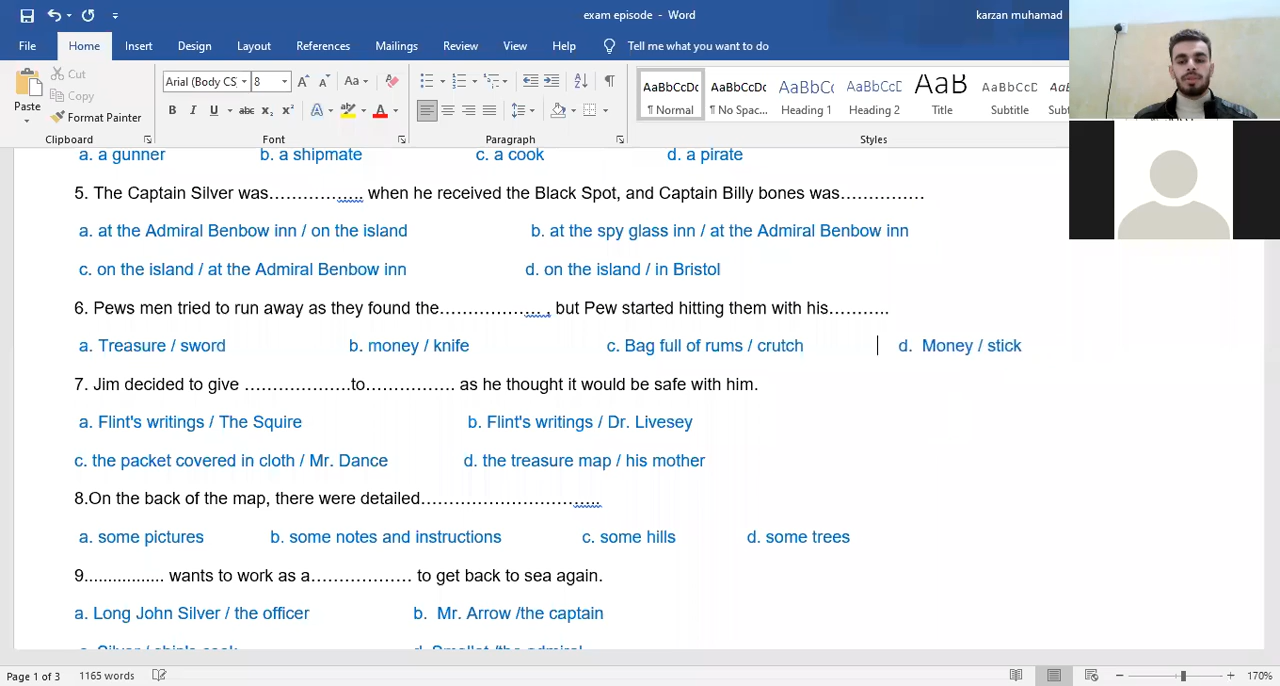 exam episode - Word
karzan muhamad
File Home Insert Design Layout References Mailings Review View Help Tell me what you want to do
Paste
Cut
Copy
Format Painter
Clipboard
Arial (Body CS 8
Font
Paragraph
AaBbCcDc AaBbCcDc AaBbCc AaBbCcD AaB AaBbCcD
¶ Normal ¶ No Spac... Heading 1 Heading 2 Title Subtitle
Styles
a. a gunner b. a shipmate c. a cook d. a pirate
5. The Captain Silver was................ when he received the Black Spot, and Captain Billy bones was...............
a. at the Admiral Benbow inn / on the island b. at the spy glass inn / at the Admiral Benbow inn
c. on the island / at the Admiral Benbow inn d. on the island / in Bristol
6. Pews men tried to run away as they found the.................. , but Pew started hitting them with his...........
a. Treasure / sword b. money / knife c. Bag full of rums / crutch d. Money / stick
7. Jim decided to give ...................to................ as he thought it would be safe with him.
a. Flint's writings / The Squire b. Flint's writings / Dr. Livesey
c. the packet covered in cloth / Mr. Dance d. the treasure map / his mother
8.On the back of the map, there were detailed................................
a. some pictures b. some notes and instructions c. some hills d. some trees
9................. wants to work as a.................. to get back to sea again.
a. Long John Silver / the officer b. Mr. Arrow /the captain
c. Silver / ship's cook d. Smallet /the admiral
Page 1 of 3 1165 words 170%